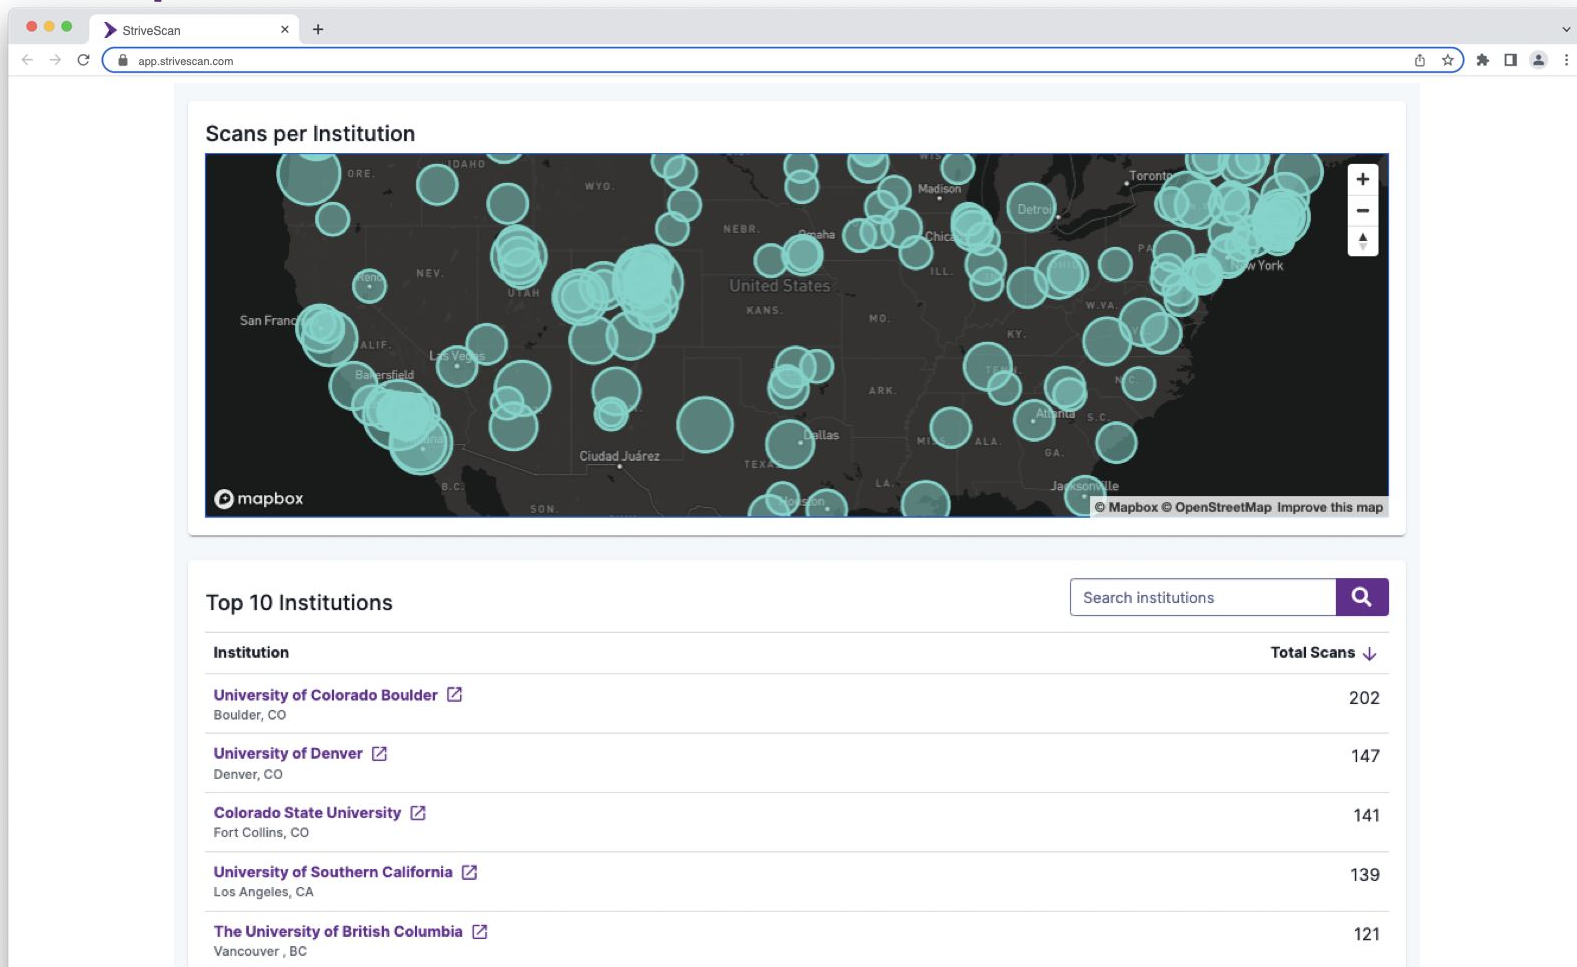 StriveScan
app.strivescan.com
Scans per Institution
IDAHO
ORE.
WYO.
Madison
Toronto
Detroi
NEBR.
maha
Chica
PA
ILL.
New York
Reno
NEV.
UTAH
United States
KANS.
MO.
W.VA.
KY.
San Franc
CALIF.
Las Vegas
Bakersfield
TENN.
N.C.
ARK.
Atlanta
S.C.
Dallas
MISS.
ALA.
GA.
Ciudad Juárez
TEXAS
LA.
Jacksonville
B.C.
SON.
Houston
mapbox
© Mapbox © OpenStreetMap Improve this map
Top 10 Institutions
Search institutions
Institution
Total Scans
University of Colorado Boulder
Boulder, CO
202
University of Denver
Denver, CO
147
Colorado State University
Fort Collins, CO
141
University of Southern California
Los Angeles, CA
139
The University of British Columbia
Vancouver , BC
121